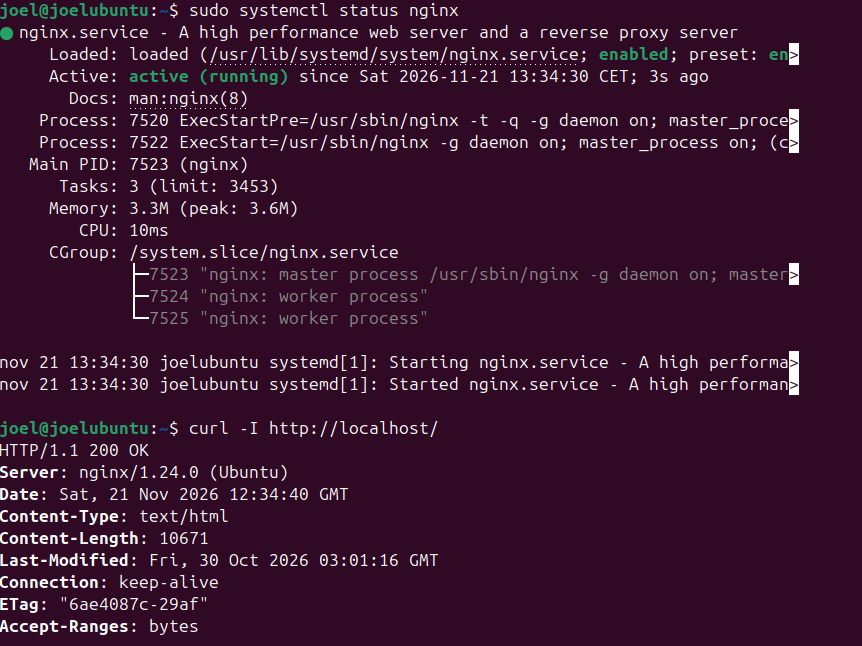 joel@joelubuntu:~$ sudo systemctl status nginx
● nginx.service - A high performance web server and a reverse proxy server
     Loaded: loaded (/usr/lib/systemd/system/nginx.service; enabled; preset: en>
     Active: active (running) since Sat 2026-11-21 13:34:30 CET; 3s ago
       Docs: man:nginx(8)
    Process: 7520 ExecStartPre=/usr/sbin/nginx -t -q -g daemon on; master_proce>
    Process: 7522 ExecStart=/usr/sbin/nginx -g daemon on; master_process on; (c>
   Main PID: 7523 (nginx)
      Tasks: 3 (limit: 3453)
     Memory: 3.3M (peak: 3.6M)
        CPU: 10ms
     CGroup: /system.slice/nginx.service
             ├─7523 "nginx: master process /usr/sbin/nginx -g daemon on; master>
             ├─7524 "nginx: worker process"
             └─7525 "nginx: worker process"
nov 21 13:34:30 joelubuntu systemd[1]: Starting nginx.service - A high performa>
nov 21 13:34:30 joelubuntu systemd[1]: Started nginx.service - A high performan>
joel@joelubuntu:~$ curl -I http://localhost/
HTTP/1.1 200 OK
Server: nginx/1.24.0 (Ubuntu)
Date: Sat, 21 Nov 2026 12:34:40 GMT
Content-Type: text/html
Content-Length: 10671
Last-Modified: Fri, 30 Oct 2026 03:01:16 GMT
Connection: keep-alive
ETag: "6ae4087c-29af"
Accept-Ranges: bytes